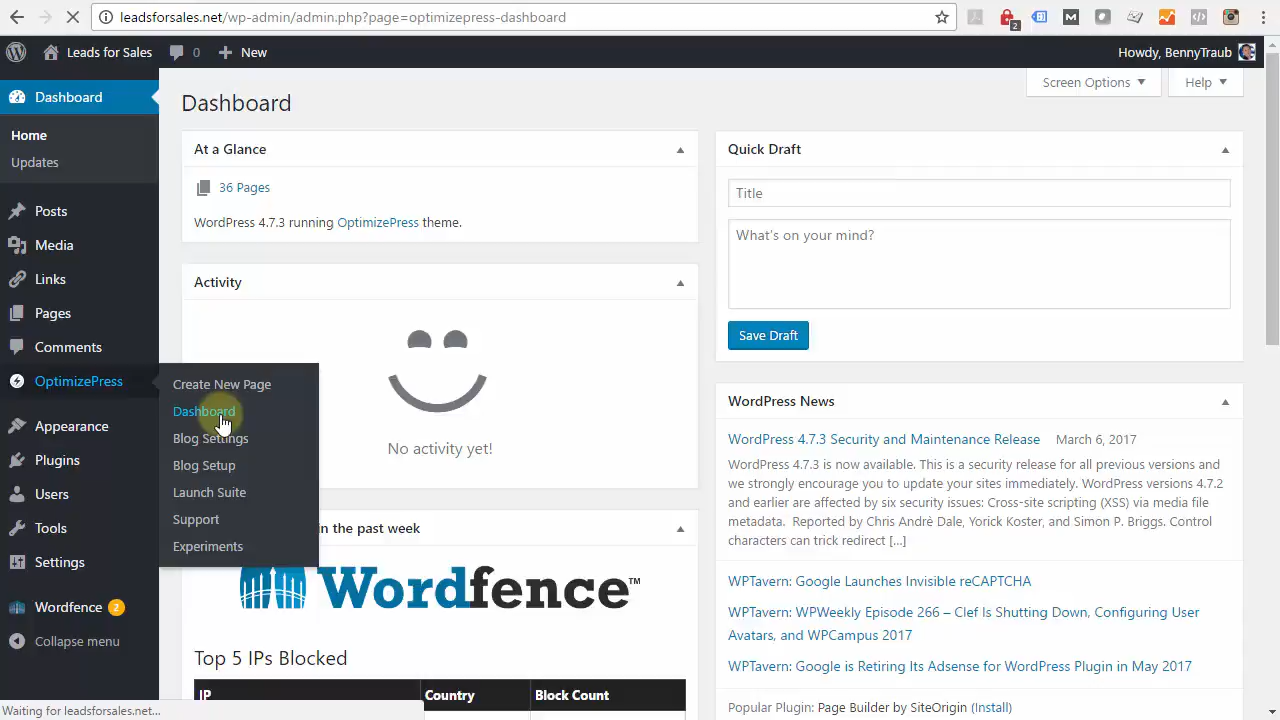 leadsforsales.net/wp-admin/admin.php?page=optimizepress-dashboard
2
Leads for Sales
0
New
Howdy, BennyTraub
Dashboard
Home
Updates
Posts
Media
Links
Pages
Comments
OptimizePress
Appearance
Plugins
Users
Tools
Settings
Wordfence 2
Collapse menu
Create New Page
Dashboard
Blog Settings
Blog Setup
Launch Suite
Support
Experiments
Screen Options
Help
Dashboard
At a Glance
36 Pages
WordPress 4.7.3 running OptimizePress theme.
Activity
No activity yet!
in the past week
Wordfence™
Top 5 IPs Blocked
IP Country Block Count
Quick Draft
Title
What's on your mind?
Save Draft
WordPress News
WordPress 4.7.3 Security and Maintenance Release March 6, 2017
WordPress 4.7.3 is now available. This is a security release for all previous versions and
we strongly encourage you to update your sites immediately. WordPress versions 4.7.2
and earlier are affected by six security issues: Cross-site scripting (XSS) via media file
metadata. Reported by Chris Andrè Dale, Yorick Koster, and Simon P. Briggs. Control
characters can trick redirect […]
WPTavern: Google Launches Invisible reCAPTCHA
WPTavern: WPWeekly Episode 266 – Clef Is Shutting Down, Configuring User
Avatars, and WPCampus 2017
WPTavern: Google is Retiring Its Adsense for WordPress Plugin in May 2017
Popular Plugin: Page Builder by SiteOrigin (Install)
Waiting for leadsforsales.net...